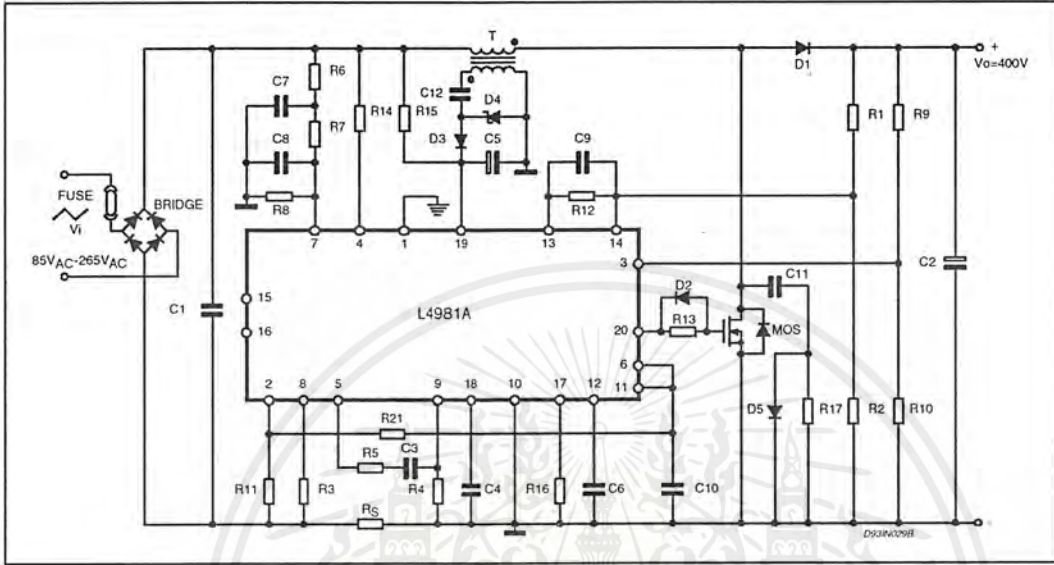 T
D1
+
Vo=400V
R6
C7
R14
R15
C12
D4
R1
R9
R7
D3
C5
C9
C8
R12
R8
FUSE
BRIDGE
Vi
85VAC-265VAC
7
4
1
19
13
14
3
C11
C2
C1
15
16
L4981A
D2
20
R13
MOS
6
11
2
8
5
9
18
10
17
12
R21
D5
R17
R2
R10
R5
C3
R11
R3
R4
C4
R16
C6
C10
RS
-
D93IN029B